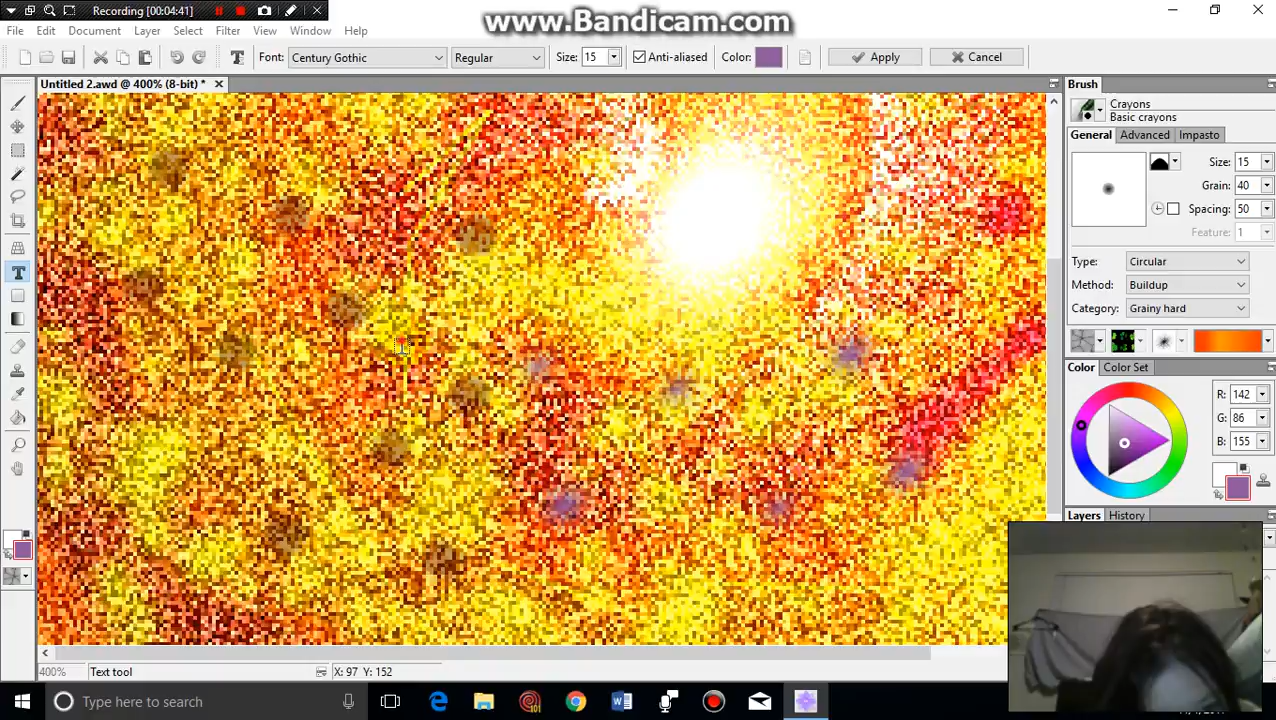 Recording [00:04:41]
www.Bandicam.com
File Edit Document Layer Select Filter View Window Help
Font: Century Gothic Regular Size: 15 Anti-aliased Color: Apply Cancel
Untitled 2.awd @ 400% (8-bit) *
Brush
Crayons
Basic crayons
General Advanced Impasto
Size: 15
Grain: 40
Spacing: 50
Feature: 1
Type: Circular
Method: Buildup
Category: Grainy hard
Color Color Set
R: 142
G: 86
B: 155
Layers History
400% Text tool X: 97 Y: 152
Type here to search
101